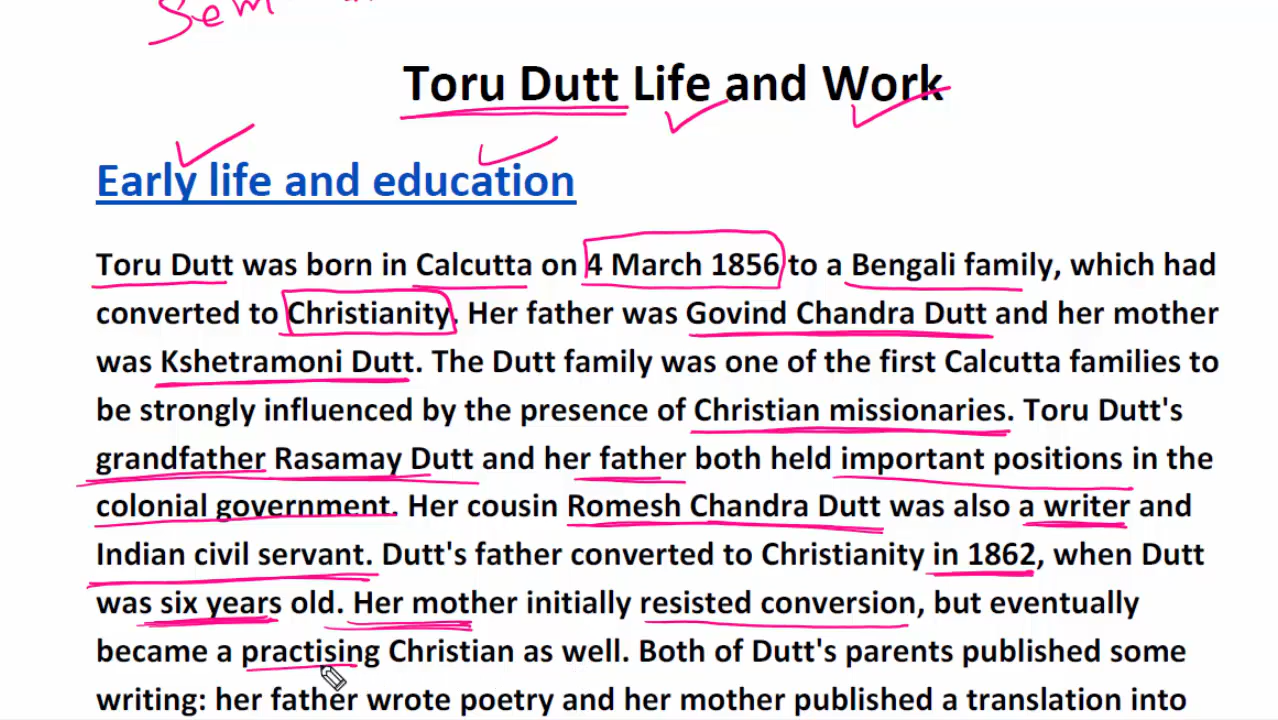 Sem
Toru Dutt Life and Work
Early life and education
Toru Dutt was born in Calcutta on 4 March 1856 to a Bengali family, which had
converted to Christianity. Her father was Govind Chandra Dutt and her mother
was Kshetramoni Dutt. The Dutt family was one of the first Calcutta families to
be strongly influenced by the presence of Christian missionaries. Toru Dutt's
grandfather Rasamay Dutt and her father both held important positions in the
colonial government. Her cousin Romesh Chandra Dutt was also a writer and
Indian civil servant. Dutt's father converted to Christianity in 1862, when Dutt
was six years old. Her mother initially resisted conversion, but eventually
became a practising Christian as well. Both of Dutt's parents published some
writing: her father wrote poetry and her mother published a translation into